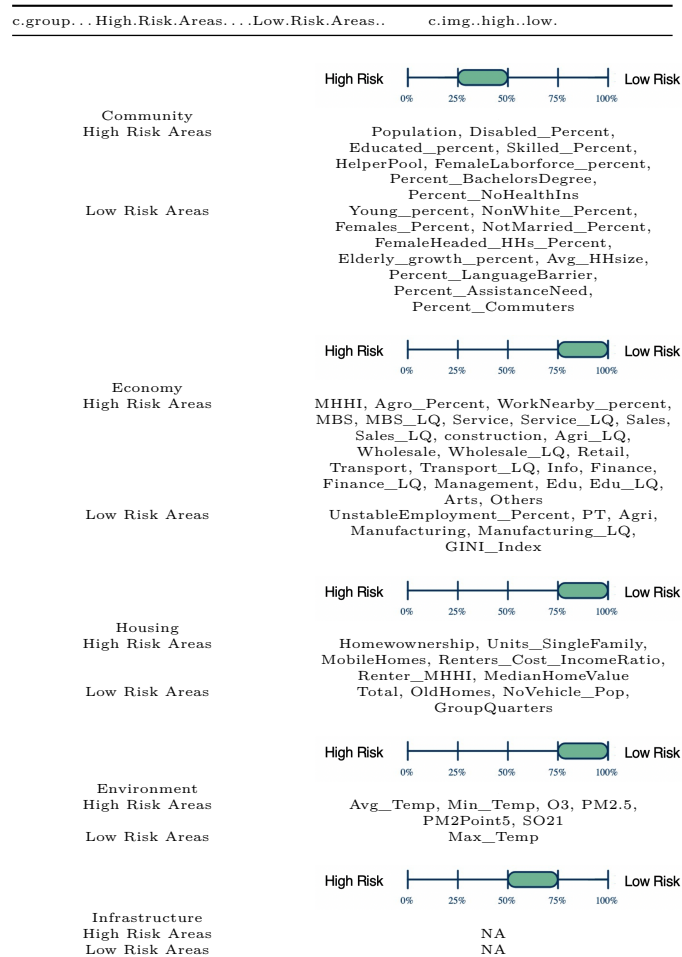 c.group. . . High.Risk.Areas. . . .Low.Risk.Areas.. c.img..high..low.
High Risk Low Risk
0% 25% 50% 75% 100%
Community
High Risk Areas Population, Disabled_Percent,
Educated_percent, Skilled_Percent,
HelperPool, FemaleLaborforce_percent,
Percent_BachelorsDegree,
Percent_NoHealthIns
Low Risk Areas Young_percent, NonWhite_Percent,
Females_Percent, NotMarried_Percent,
FemaleHeaded_HHs_Percent,
Elderly_growth_percent, Avg_HHsize,
Percent_LanguageBarrier,
Percent_AssistanceNeed,
Percent_Commuters
High Risk Low Risk
0% 25% 50% 75% 100%
Economy
High Risk Areas MHHI, Agro_Percent, WorkNearby_percent,
MBS, MBS_LQ, Service, Service_LQ, Sales,
Sales_LQ, construction, Agri_LQ,
Wholesale, Wholesale_LQ, Retail,
Transport, Transport_LQ, Info, Finance,
Finance_LQ, Management, Edu, Edu_LQ,
Arts, Others
Low Risk Areas UnstableEmployment_Percent, PT, Agri,
Manufacturing, Manufacturing_LQ,
GINI_Index
High Risk Low Risk
0% 25% 50% 75% 100%
Housing
High Risk Areas Homewownership, Units_SingleFamily,
MobileHomes, Renters_Cost_IncomeRatio,
Renter_MHHI, MedianHomeValue
Low Risk Areas Total, OldHomes, NoVehicle_Pop,
GroupQuarters
High Risk Low Risk
0% 25% 50% 75% 100%
Environment
High Risk Areas Avg_Temp, Min_Temp, O3, PM2.5,
PM2Point5, SO21
Low Risk Areas Max_Temp
High Risk Low Risk
0% 25% 50% 75% 100%
Infrastructure
High Risk Areas NA
Low Risk Areas NA